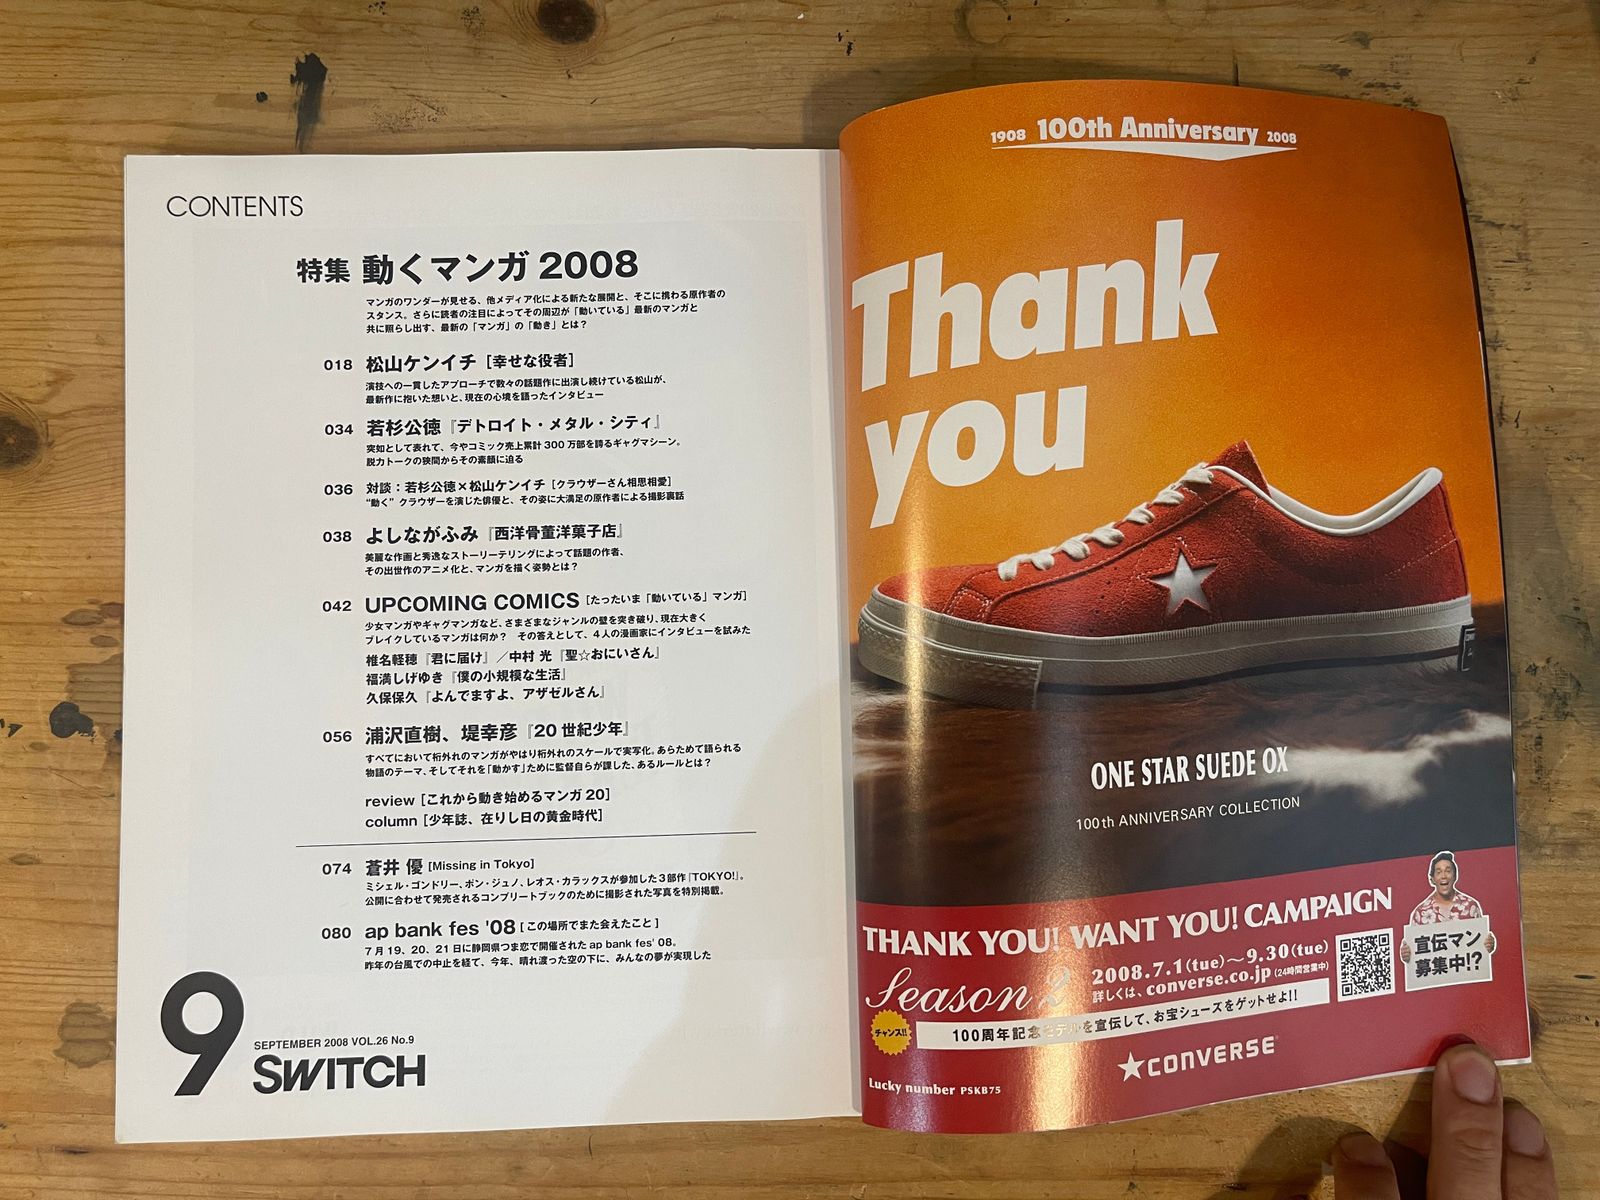 CONTENTS
特集 動くマンガ 2008
マンガのワンダーが見せる、他メディア化による新たな展開と、そこに携わる原作者の
スタンス。さらに読者の注目によってその周辺が「動いている」最新のマンガと
共に照らし出す、最新の「マンガ」の「動き」とは？
018 松山ケンイチ［幸せな役者］
演技への一貫したアプローチで数々の話題作に出演し続けている松山が、
最新作に抱いた想いと、現在の心境を語ったインタビュー
034 若杉公徳『デトロイト・メタル・シティ』
突如として表れて、今やコミック売上累計 300 万部を誇るギャグマシーン。
脱力トークの狭間からその素顔に迫る
036 対談：若杉公徳×松山ケンイチ［クラウザーさん相思相愛］
“動く” クラウザーを演じた俳優と、その姿に大満足の原作者による撮影裏話
038 よしながふみ『西洋骨董洋菓子店』
美麗な作画と秀逸なストーリーテリングによって話題の作者、
その出世作のアニメ化と、マンガを描く姿勢とは？
042 UPCOMING COMICS［たったいま「動いている」マンガ］
少女マンガやギャグマンガなど、さまざまなジャンルの壁を突き破り、現在大きく
ブレイクしているマンガは何か？ その答えとして、４人の漫画家にインタビューを試みた
椎名軽穂『君に届け』／中村 光『聖☆おにいさん』
福満しげゆき『僕の小規模な生活』
久保保久『よんでますよ、アザゼルさん』
056 浦沢直樹、堤幸彦『20 世紀少年』
すべてにおいて桁外れのマンガがやはり桁外れのスケールで実写化。あらためて語られる
物語のテーマ、そしてそれを「動かす」ために監督自らが課した、あるルールとは？
review［これから動き始めるマンガ 20］
column［少年誌、在りし日の黄金時代］
074 蒼井 優［Missing in Tokyo］
ミシェル・ゴンドリー、ポン・ジュノ、レオス・カラックスが参加した３部作『TOKYO!』。
公開に合わせて発売されるコンプリートブックのために撮影された写真を特別掲載。
080 ap bank fes '08［この場所でまた会えたこと］
７月 19、20、21 日に静岡県つま恋で開催された ap bank fes' 08。
昨年の台風での中止を経て、今年、晴れ渡った空の下に、みんなの夢が実現した
9
SEPTEMBER 2008 VOL.26 No.9
SWITCH
1908 100th Anniversary 2008
Thank
you
ONE STAR SUEDE OX
100th ANNIVERSARY COLLECTION
THANK YOU! WANT YOU! CAMPAIGN
Season 2
2008.7.1(tue)〜9.30(tue)
詳しくは、converse.co.jp(24時間営業中)
宣伝マン
募集中!?
チャンス!!
100周年記念モデルを宣伝して、お宝シューズをゲットせよ!!
CONVERSE
Lucky number PSKB75